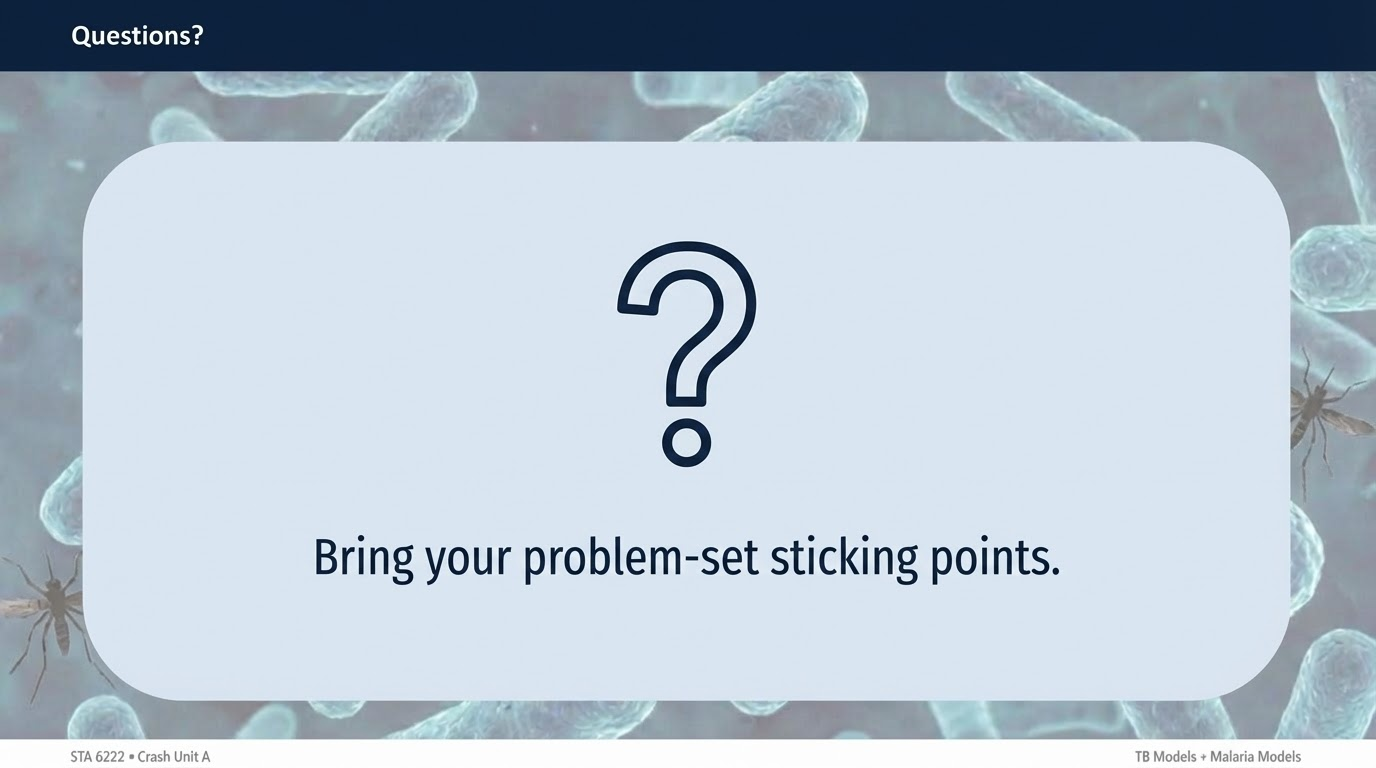 Questions?
?
Bring your problem-set sticking points.
STA 6222 • Crash Unit A
TB Models + Malaria Models